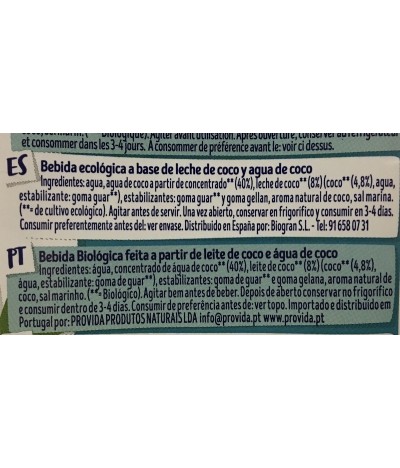 Biologique). Agiter avant utilisation. Après ouverture, conserver au réfrigérateur
et consommer dans les 3-4 jours. A consommer de préférence avant le: voir ci dessus.
ES
Bebida ecológica a base de leche de coco y agua de coco
Ingredientes: agua, agua de coco a partir de concentrado** (40%), leche de coco** (8%) (coco** (4,8%), agua,
estabilizante: goma guar**), estabilizantes: goma guar** y goma gellan, aroma natural de coco, sal marina.
(**= de cultivo ecológico). Agitar antes de servir. Una vez abierto, conservar en frigorífico y consumir en 3-4 días.
Consumir preferentemente antes del: ver envase. Distribuido en España por: Biogran S.L. - Tel: 91 658 07 31
PT
Bebida Biológica feita a partir de leite de coco e água de coco
Ingredientes: água, concentrado de água de coco** (40%), leite de coco** (8%) (coco** (4,8%),
água, estabilizante: goma de guar**), estabilizantes: goma de guar** e goma gelana, aroma natural de
coco, sal marinho. (**= Biológico). Agitar bem antes de beber. Depois de aberto conservar no frigorífico
e consumir dentro de 3-4 dias. Consumir de preferência antes de: ver topo. Importado e distribuído em
Portugal por: PROVIDA PRODUTOS NATURAIS LDA info@provida.pt www.provida.pt